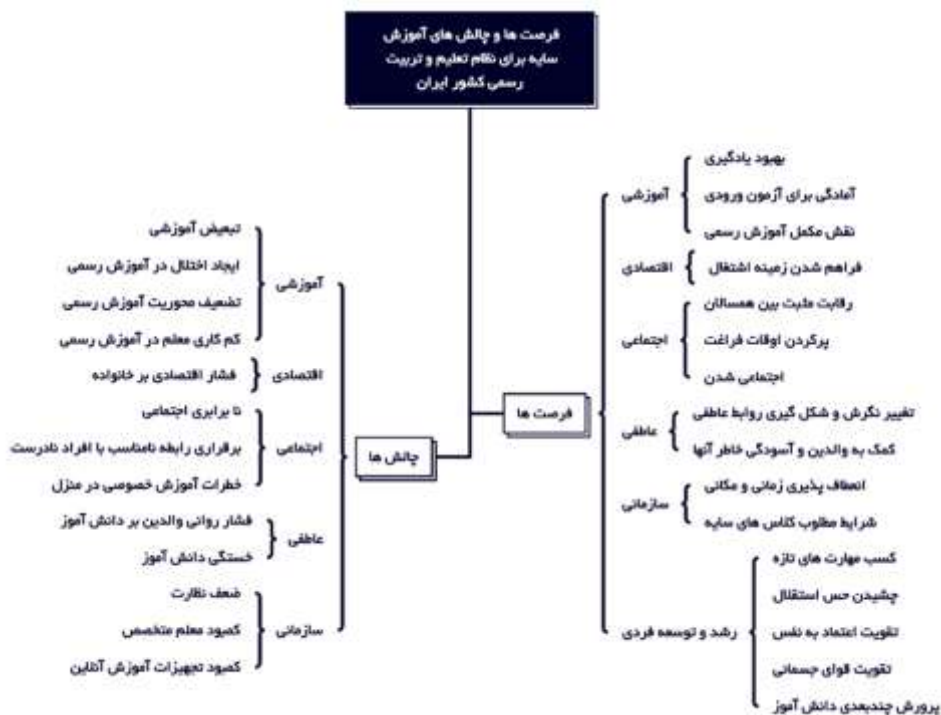 فرصت ها و چالش های آموزش
سایه برای نظام تعلیم و تربیت
رسمی کشور ایران
فرصت ها
آموزشی
بهبود یادگیری
آمادگی برای آزمون ورودی
نقش مکمل آموزش رسمی
اقتصادی
فراهم شدن زمینه اشتغال
اجتماعی
رقابت مثبت بین همسالان
پرکردن اوقات فراغت
اجتماعی شدن
عاطفی
تغییر نگرش و شکل گیری روابط عاطفی
کمک به والدین و آسودگی خاطر آنها
سازمانی
انعطاف پذیری زمانی و مکانی
شرایط مطلوب کلاس های سایه
رشد و توسعه فردی
کسب مهارت های تازه
چشیدن حس استقلال
تقویت اعتماد به نفس
تقویت قوای جسمانی
پرورش چندبعدی دانش آموز
چالش ها
آموزشی
تبعیض آموزشی
ایجاد اختلال در آموزش رسمی
تضعیف محوریت آموزش رسمی
کم کاری معلم در آموزش رسمی
اقتصادی
فشار اقتصادی بر خانواده
اجتماعی
نا برابری اجتماعی
برقراری رابطه نامناسب با افراد نادرست
خطرات آموزش خصوصی در منزل
عاطفی
فشار روانی والدین بر دانش آموز
خستگی دانش آموز
سازمانی
ضعف نظارت
کمبود معلم متخصص
کمبود تجهیزات آموزش آنلاین